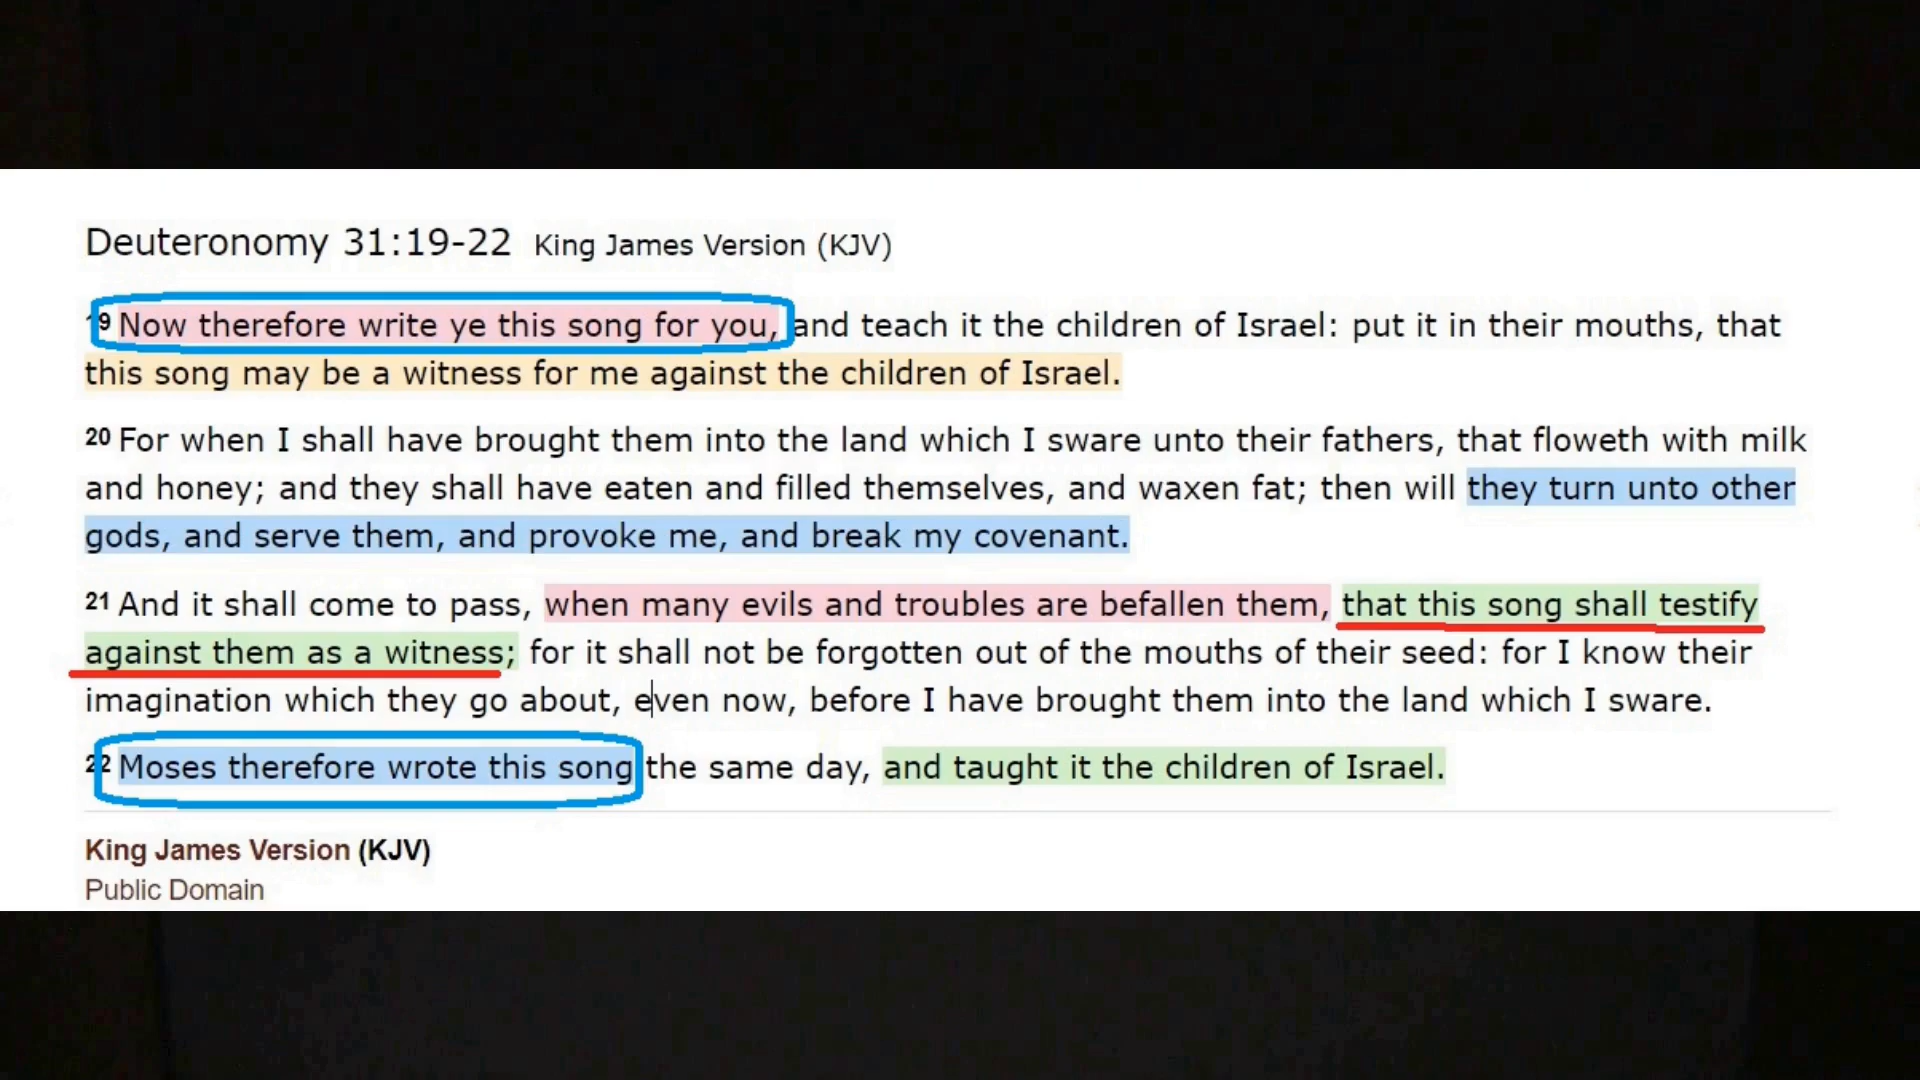 Deuteronomy 31:19-22 King James Version (KJV)
19 Now therefore write ye this song for you, and teach it the children of Israel: put it in their mouths, that
this song may be a witness for me against the children of Israel.
20 For when I shall have brought them into the land which I sware unto their fathers, that floweth with milk
and honey; and they shall have eaten and filled themselves, and waxen fat; then will they turn unto other
gods, and serve them, and provoke me, and break my covenant.
21 And it shall come to pass, when many evils and troubles are befallen them, that this song shall testify
against them as a witness; for it shall not be forgotten out of the mouths of their seed: for I know their
imagination which they go about, even now, before I have brought them into the land which I sware.
22 Moses therefore wrote this song the same day, and taught it the children of Israel.
King James Version (KJV)
Public Domain